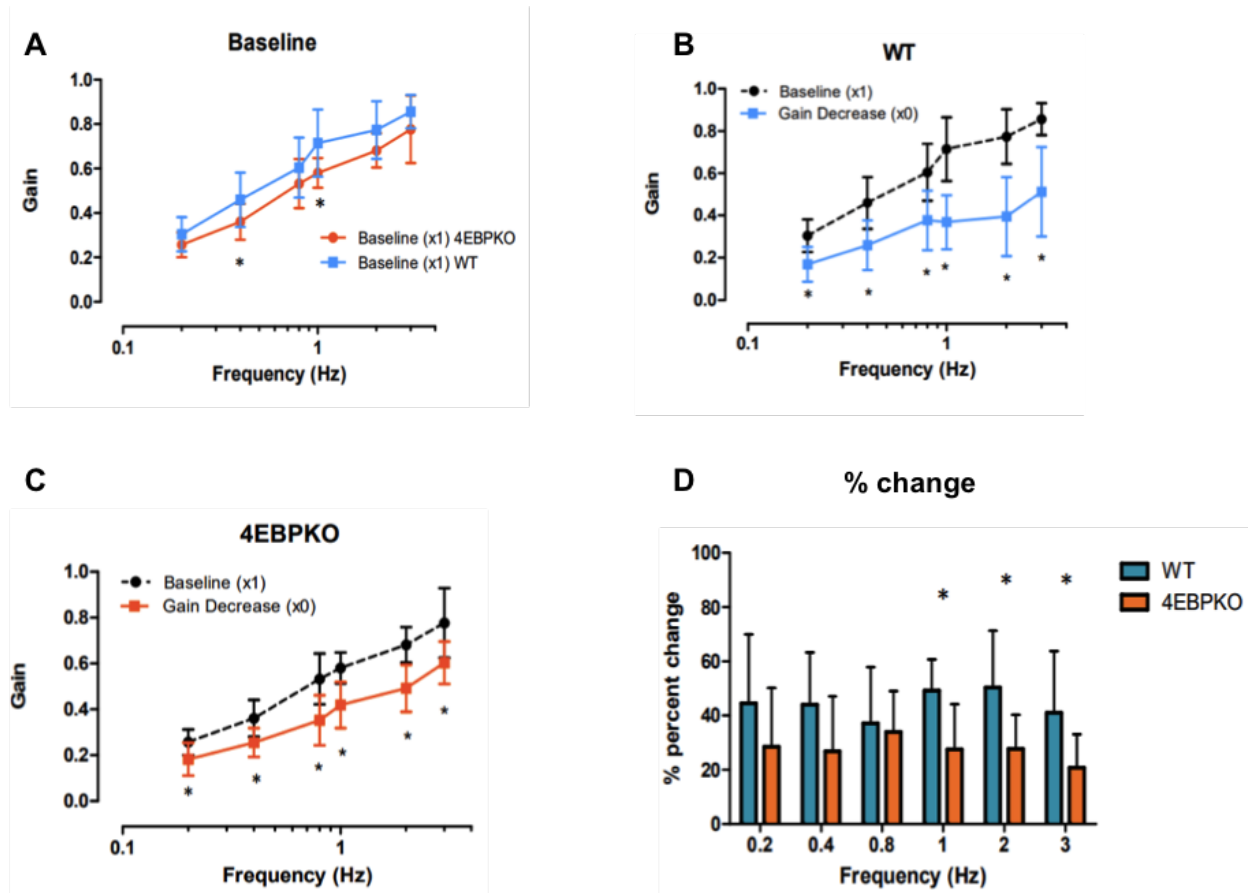 A
Baseline
1.0
0.8
0.6
0.4
0.2
0.0
Gain
*
*
Baseline (x1) 4EBPKO
Baseline (x1) WT
0.1
1
Frequency (Hz)
B
WT
1.0
0.8
0.6
0.4
0.2
0.0
Gain
Baseline (x1)
Gain Decrease (x0)
* * * * * *
0.1
1
Frequency (Hz)
C
4EBPKO
1.0
0.8
0.6
0.4
0.2
0.0
Gain
Baseline (x1)
Gain Decrease (x0)
* * * * * *
0.1
1
Frequency (Hz)
D
% change
100
80
60
40
20
0
% percent change
* * *
WT
4EBPKO
0.2 0.4 0.8 1 2 3
Frequency (Hz)